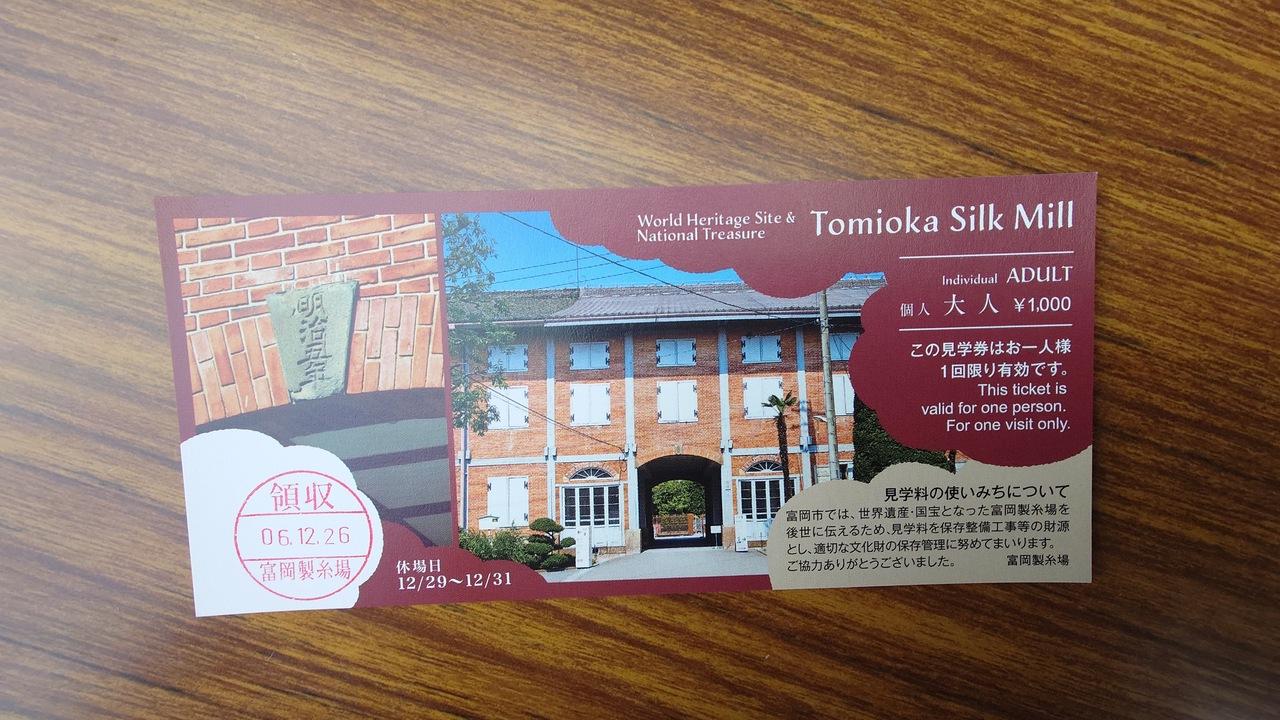 World Heritage Site &
National Treasure
Tomioka Silk Mill
Individual ADULT
個人 大人 ¥1,000
この見学券はお一人様
1回限り有効です。
This ticket is
valid for one person.
For one visit only.
明治五年
見学料の使いみちについて
富岡市では、世界遺産・国宝となった富岡製糸場を
後世に伝えるため、見学料を保存整備工事等の財源
とし、適切な文化財の保存管理に努めてまいります。
ご協力ありがとうございました。 富岡製糸場
領収
06.12.26
富岡製糸場
休場日
12/29〜12/31